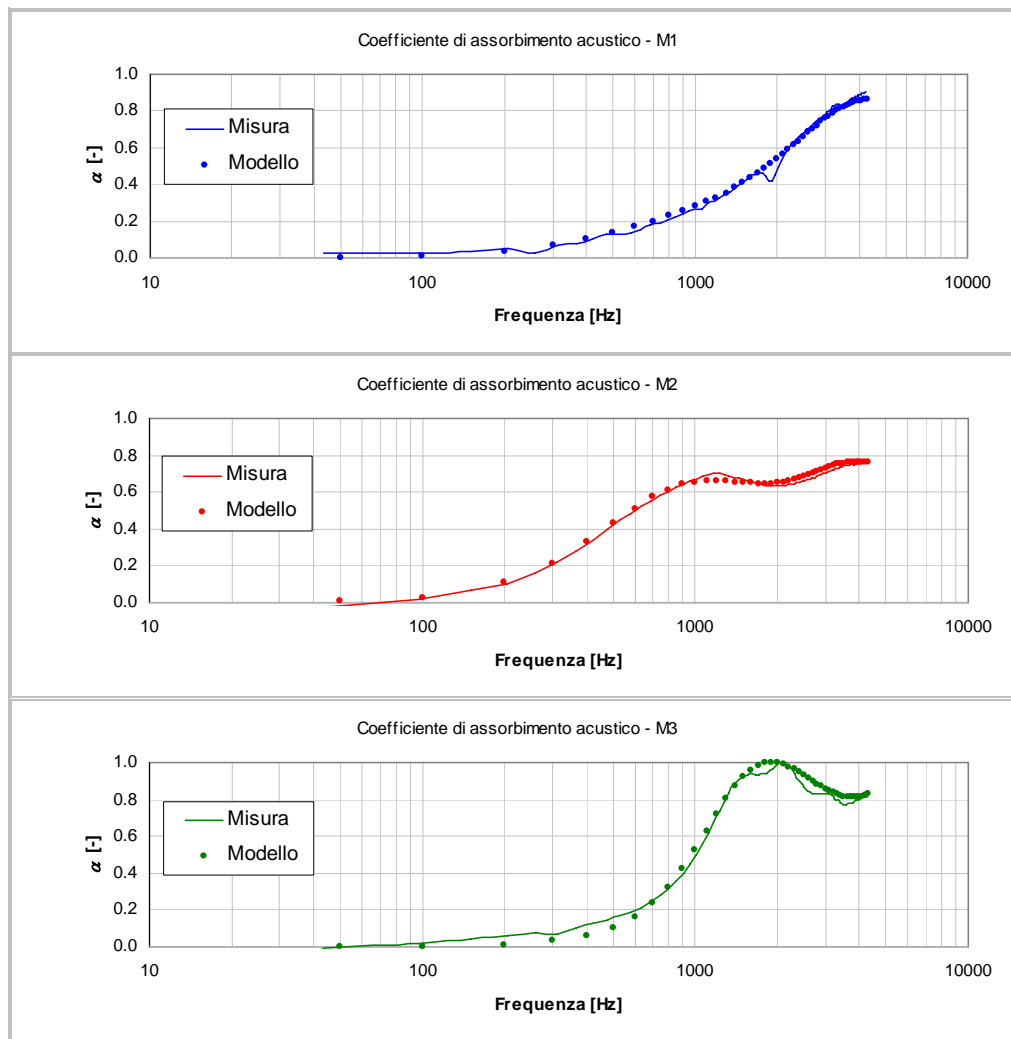 Coefficiente di assorbimento acustico - M1
1.0
0.8
0.6
0.4
0.2
0.0
α [-]
Misura
Modello
10 100 1000 10000
Frequenza [Hz]
Coefficiente di assorbimento acustico - M2
1.0
0.8
0.6
0.4
0.2
0.0
α [-]
Misura
Modello
10 100 1000 10000
Frequenza [Hz]
Coefficiente di assorbimento acustico - M3
1.0
0.8
0.6
0.4
0.2
0.0
α [-]
Misura
Modello
10 100 1000 10000
Frequenza [Hz]